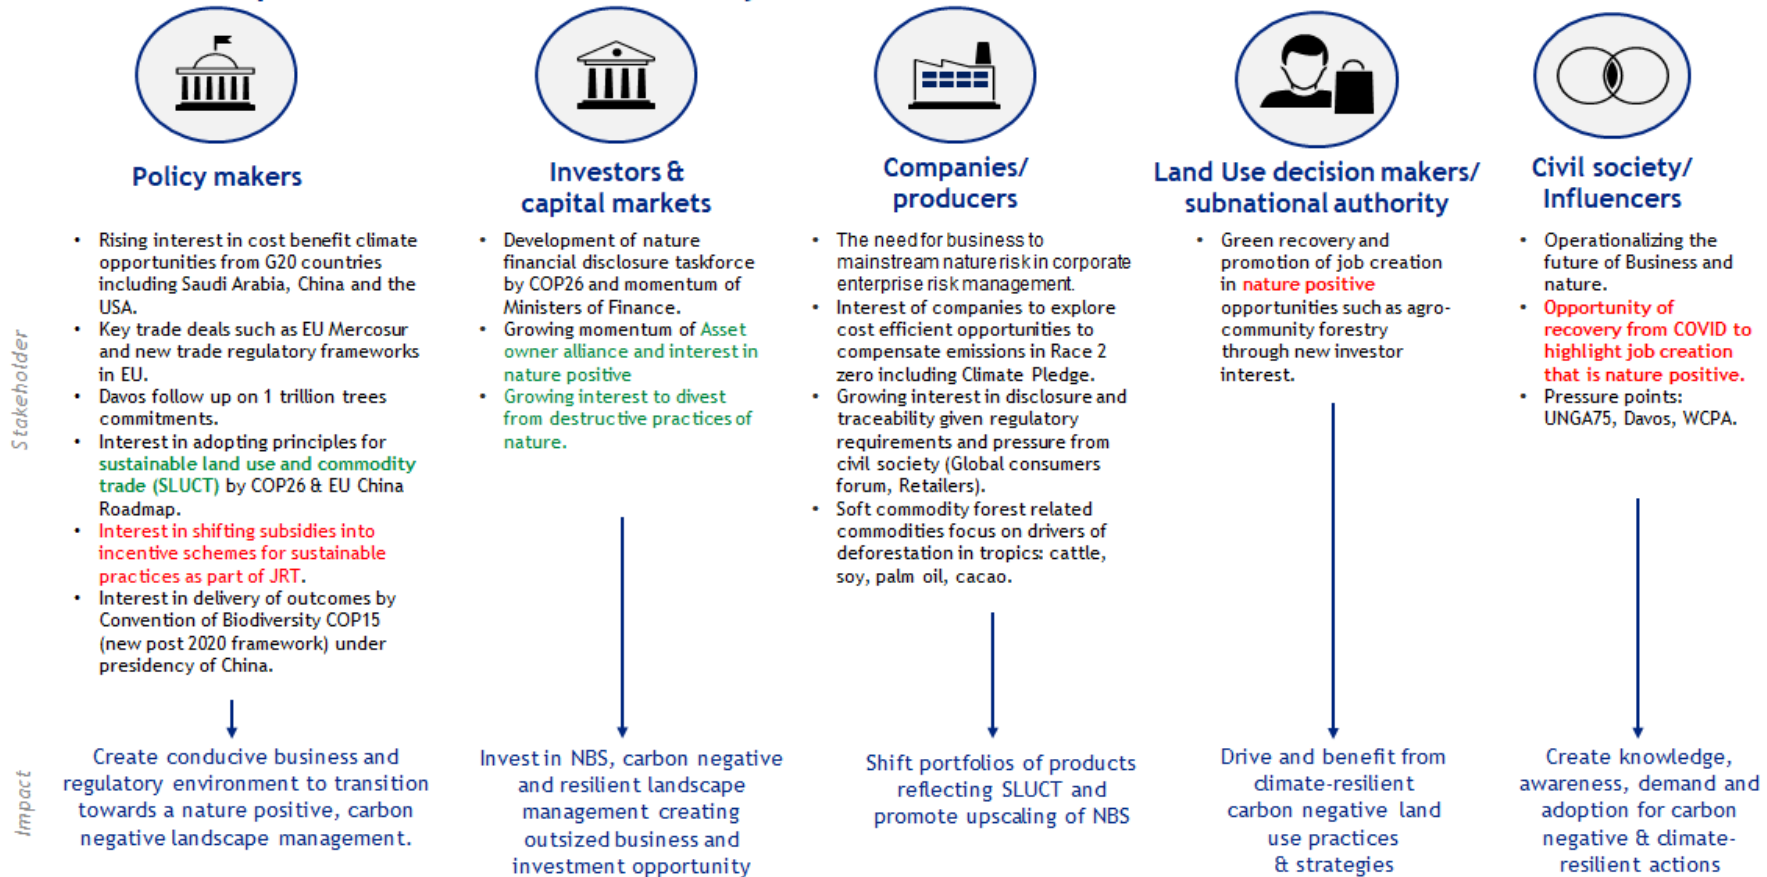 Policy makers
Rising interest in cost benefit climate
opportunities from G20 countries
including Saudi Arabia, China and the
USA.
Key trade deals such as EU Mercosur
and new trade regulatory frameworks
in EU.
Davos follow up on 1 trillion trees
commitments.
Interest in adopting principles for
sustainable land use and commodity
trade (SLUCT) by COP26 & EU China
Roadmap.
Interest in shifting subsidies into
incentive schemes for sustainable
practices as part of JRT.
Interest in delivery of outcomes by
Convention of Biodiversity COP15
(new post 2020 framework) under
presidency of China.
Investors &
capital markets
Development of nature
financial disclosure taskforce
by COP26 and momentum of
Ministers of Finance.
Growing momentum of Asset
owner alliance and interest in
nature positive
Growing interest to divest
from destructive practices of
nature.
Companies/
producers
The need for business to
mainstream nature risk in corporate
enterprise risk management.
Interest of companies to explore
cost efficient opportunities to
compensate emissions in Race 2
zero including Climate Pledge.
Growing interest in disclosure and
traceability given regulatory
requirements and pressure from
civil society (Global consumers
forum, Retailers).
Soft commodity forest related
commodities focus on drivers of
deforestation in tropics: cattle,
soy, palm oil, cacao.
Land Use decision makers/
subnational authority
Green recovery and
promotion of job creation
in nature positive
opportunities such as agro-
community forestry
through new investor
interest.
Civil society/
Influencers
Operationalizing the
future of Business and
nature.
Opportunity of
recovery from COVID to
highlight job creation
that is nature positive.
Pressure points:
UNGA75, Davos, WCPA.
Stakeholder
Impact
Create conducive business and
regulatory environment to transition
towards a nature positive, carbon
negative landscape management.
Invest in NBS, carbon negative
and resilient landscape
management creating
outsized business and
investment opportunity
Shift portfolios of products
reflecting SLUCT and
promote upscaling of NBS
Drive and benefit from
climate-resilient
carbon negative land
use practices
& strategies
Create knowledge,
awareness, demand and
adoption for carbon
negative & climate-
resilient actions